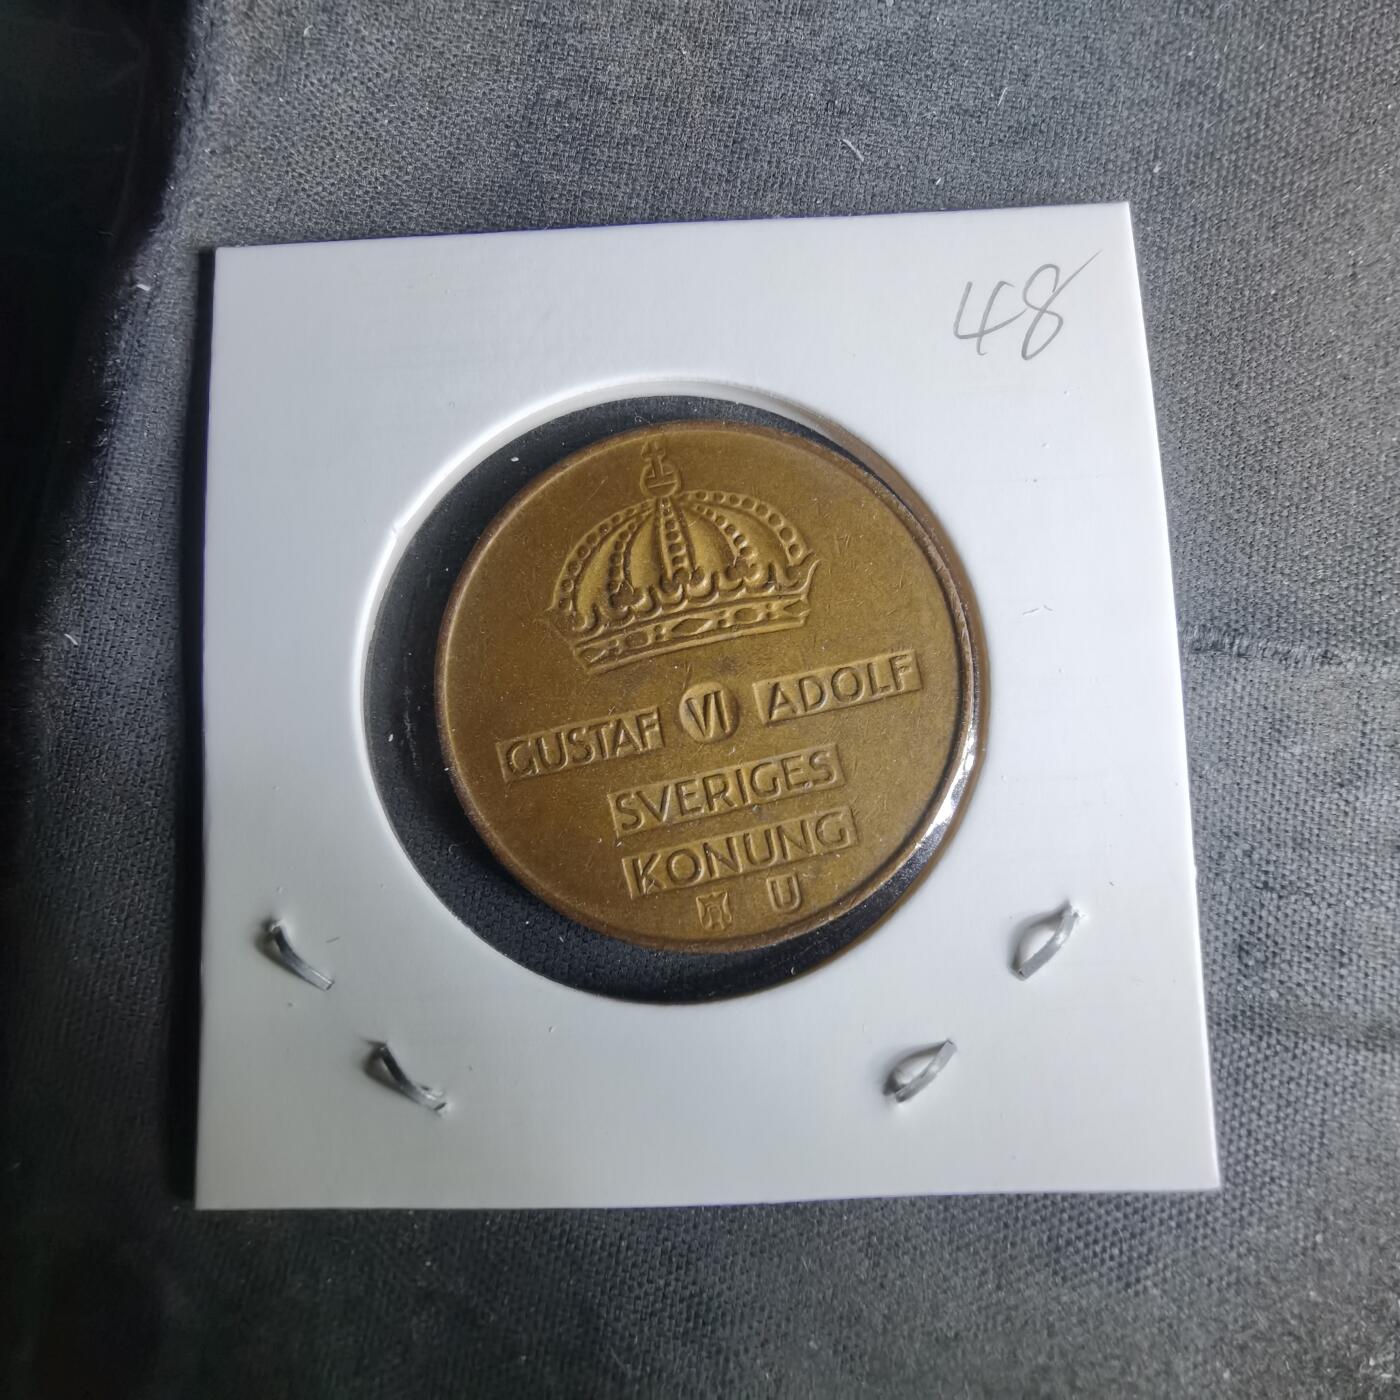 48
GUSTAF VI ADOLF
SVERIGES
KONUNG
U